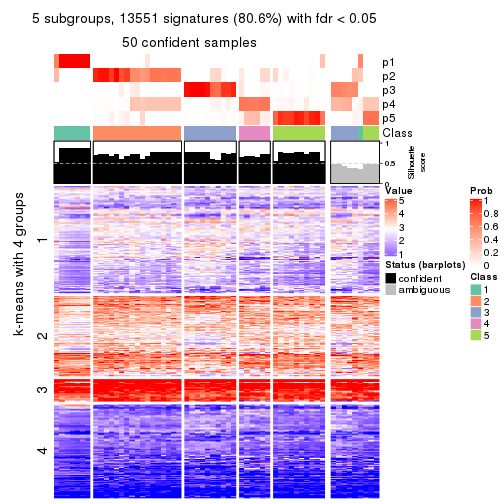 5 subgroups, 13551 signatures (80.6%) with fdr < 0.05
50 confident samples
p1
p2
p3
p4
p5
Class
1
0.5
0
Silhouette
score
k-means with 4 groups
1
2
3
4
Value
5
4
3
2
1
Status (barplots)
confident
ambiguous
Prob
1
0.8
0.6
0.4
0.2
0
Class
1
2
3
4
5